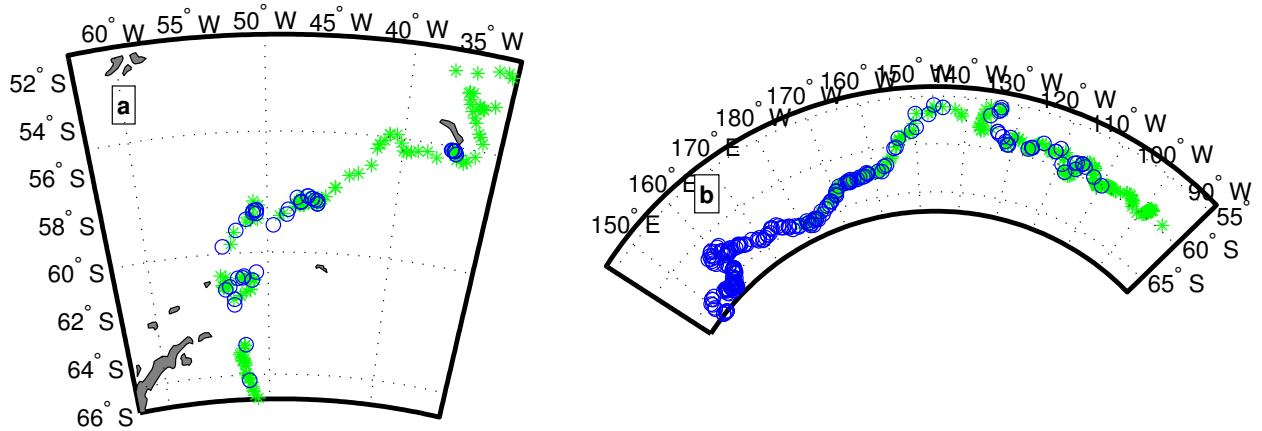 60° W 55° W 50° W 45° W 40° W 35° W
52° S
54° S
56° S
58° S
60° S
62° S
64° S
66° S
a
150° E
160° E
170° E
180° W
170° W
160° W
150° W
140° W
130° W
120° W
110° W
100° W
90° W
55°
60° S
65° S
b